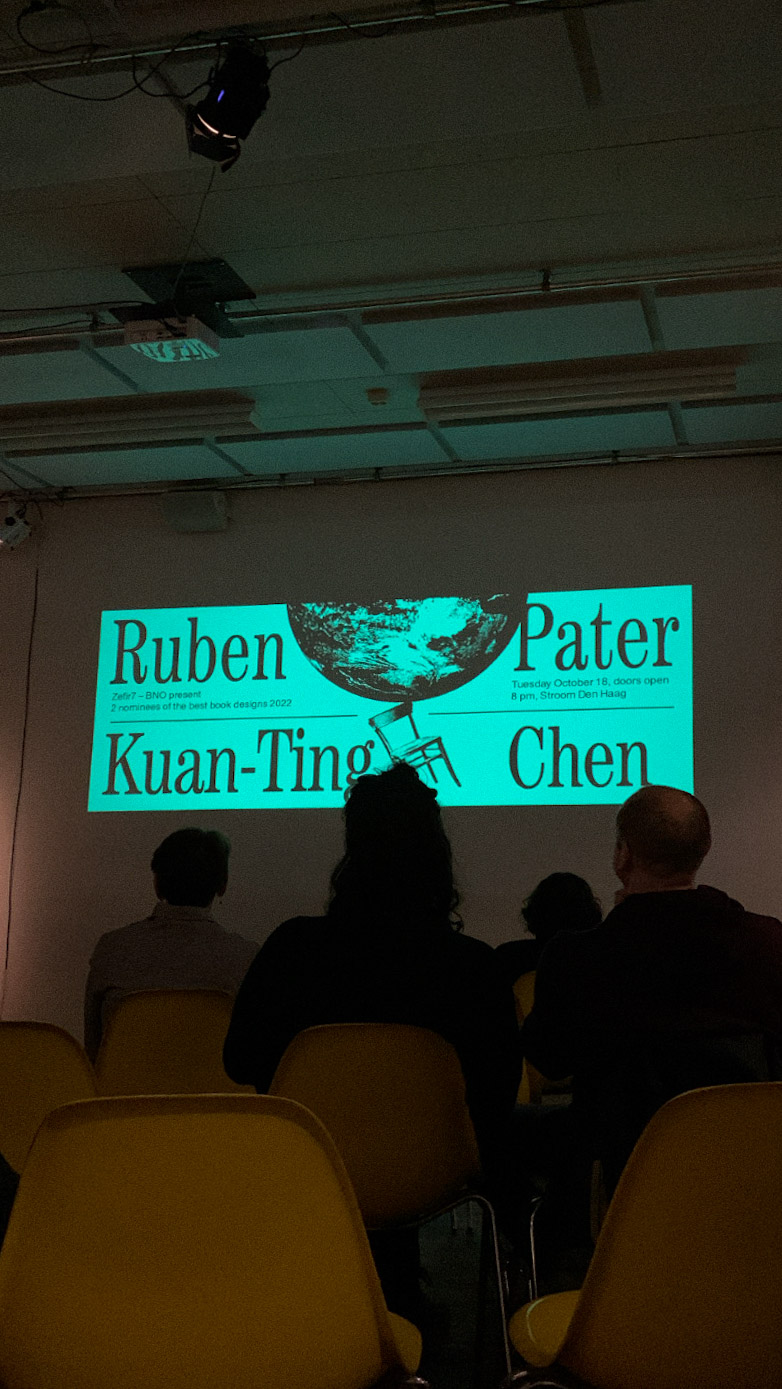 Ruben Pater
Zefir7 – BNO present
2 nominees of the best book designs 2022
Tuesday October 18, doors open
8 pm, Stroom Den Haag
Kuan-Ting Chen